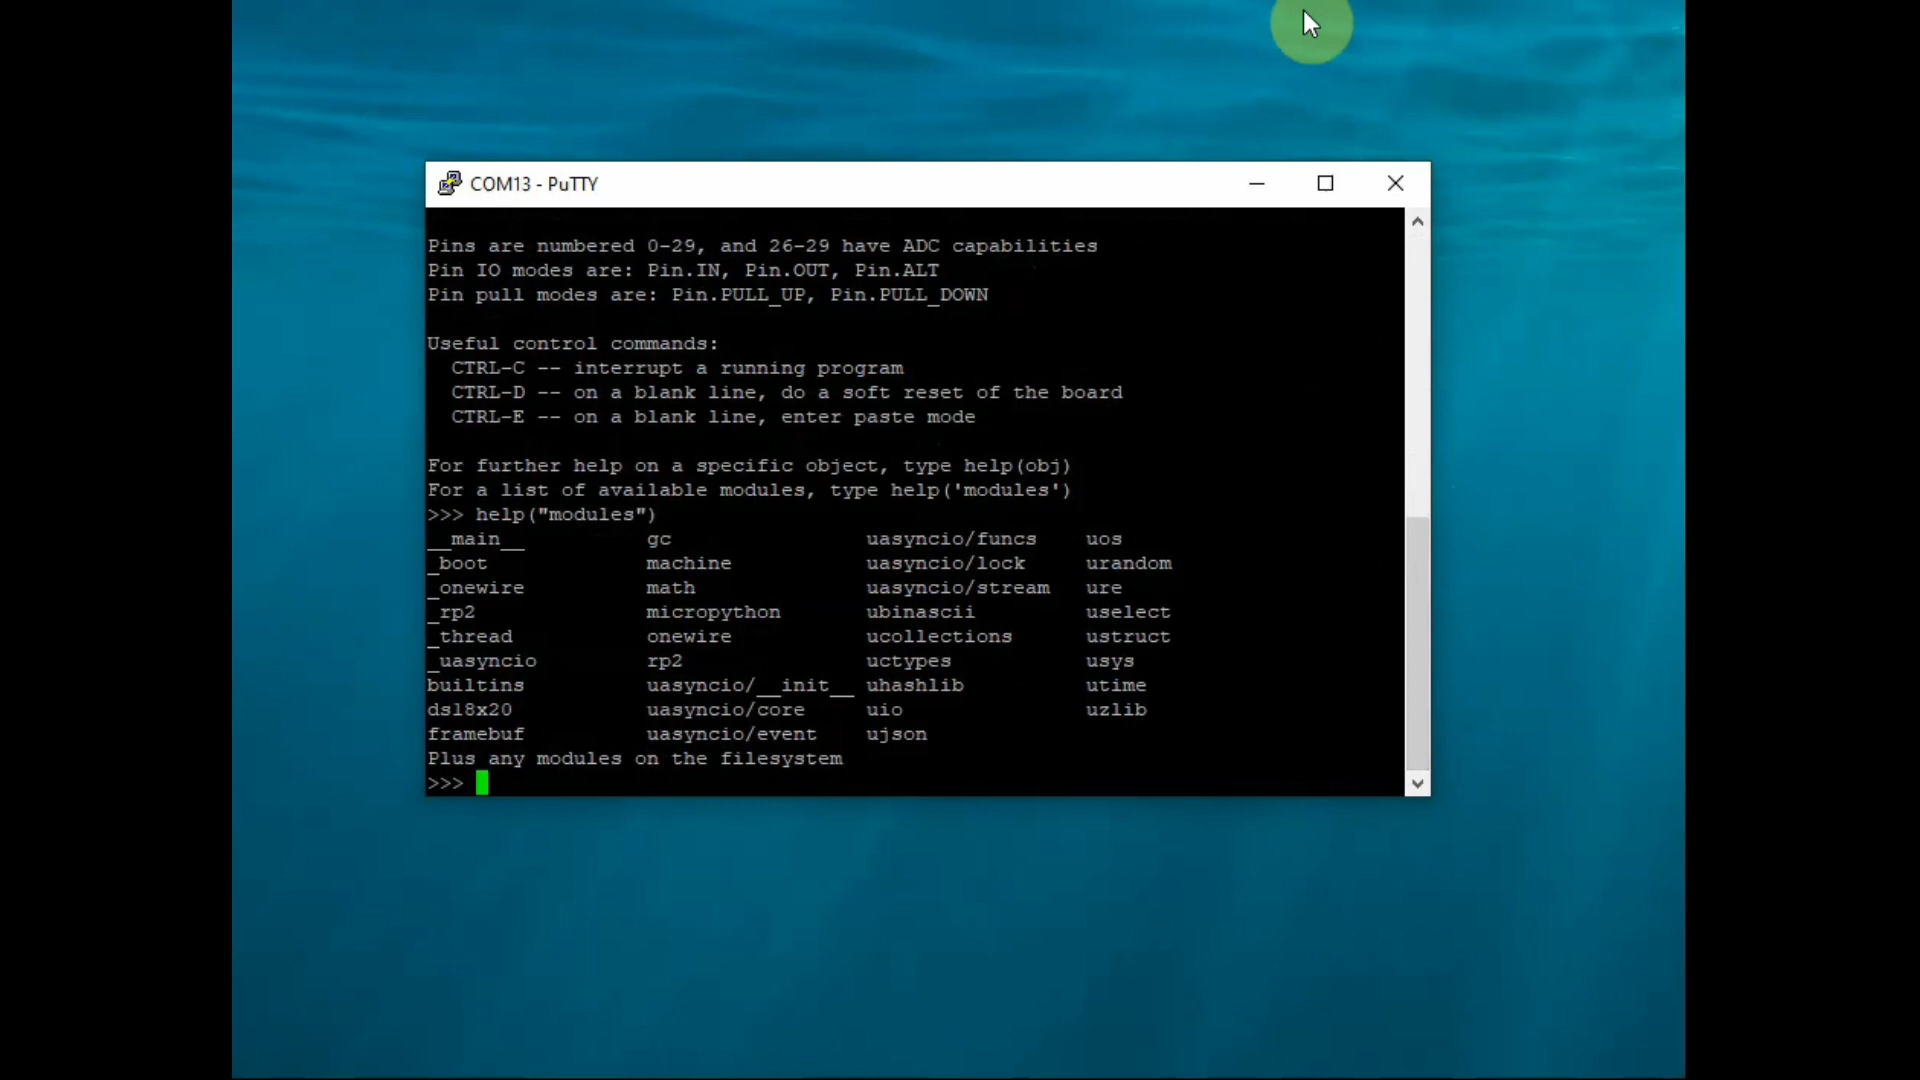 COM13 - PuTTY
Pins are numbered 0-29, and 26-29 have ADC capabilities
Pin IO modes are: Pin.IN, Pin.OUT, Pin.ALT
Pin pull modes are: Pin.PULL_UP, Pin.PULL_DOWN
Useful control commands:
  CTRL-C -- interrupt a running program
  CTRL-D -- on a blank line, do a soft reset of the board
  CTRL-E -- on a blank line, enter paste mode
For further help on a specific object, type help(obj)
For a list of available modules, type help('modules')
>>> help("modules")
__main__          gc                uasyncio/funcs    uos
_boot             machine           uasyncio/lock     urandom
_onewire          math              uasyncio/stream   ure
_rp2              micropython       ubinascii         uselect
_thread           onewire           ucollections      ustruct
_uasyncio         rp2               uctypes           usys
builtins          uasyncio/__init__ uhashlib          utime
ds18x20           uasyncio/core     uio               uzlib
framebuf          uasyncio/event    ujson
Plus any modules on the filesystem
>>>